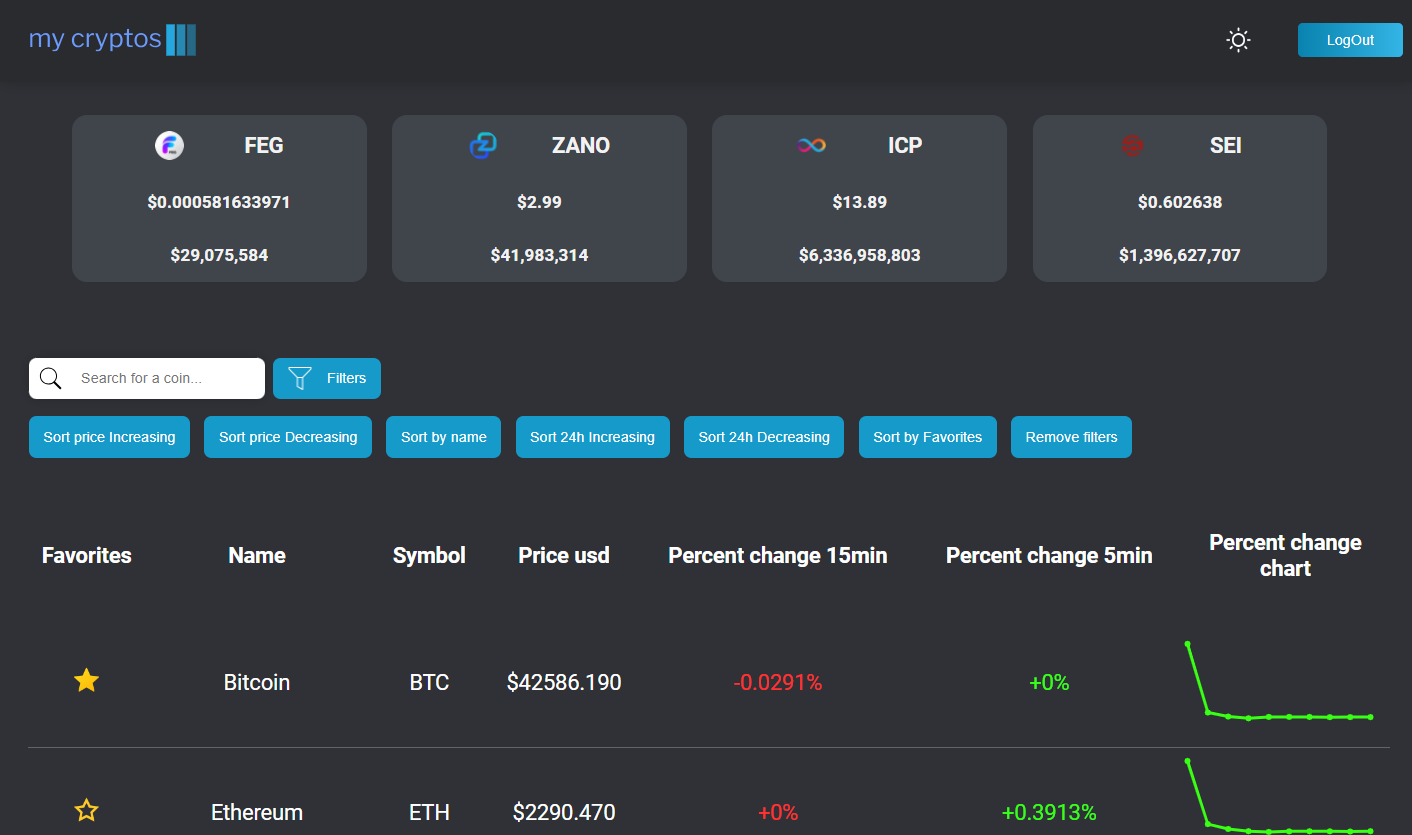 my cryptos
LogOut
FEG
$0.000581633971
$29,075,584
ZANO
$2.99
$41,983,314
ICP
$13.89
$6,336,958,803
SEI
$0.602638
$1,396,627,707
Search for a coin...
Filters
Sort price Increasing
Sort price Decreasing
Sort by name
Sort 24h Increasing
Sort 24h Decreasing
Sort by Favorites
Remove filters
Favorites Name Symbol Price usd Percent change 15min Percent change 5min Percent change
chart
Bitcoin BTC $42586.190 -0.0291% +0%
Ethereum ETH $2290.470 +0% +0.3913%